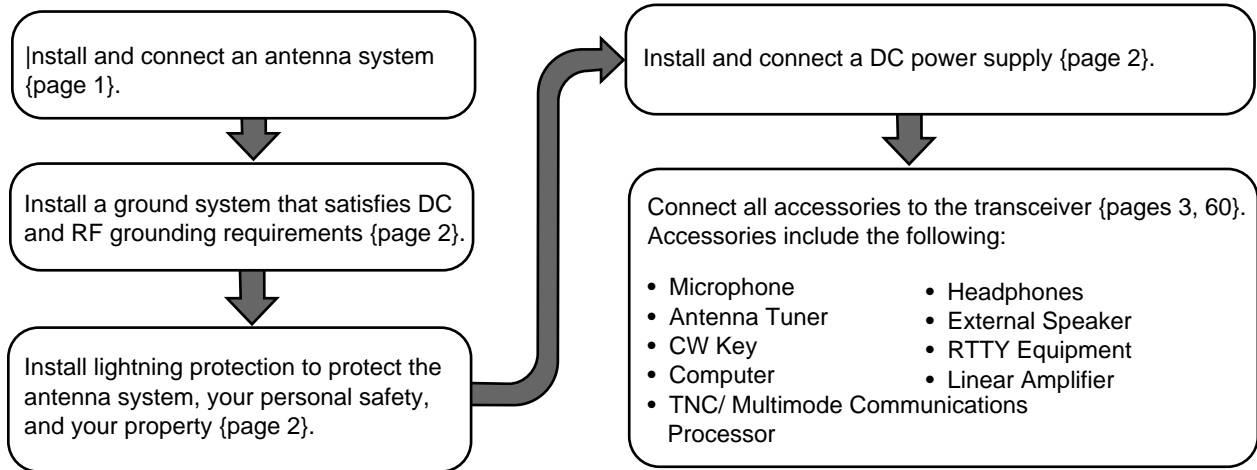 Install and connect an antenna system
{page 1}.
Install a ground system that satisfies DC
and RF grounding requirements {page 2}.
Install lightning protection to protect the
antenna system, your personal safety,
and your property {page 2}.
Install and connect a DC power supply {page 2}.
Connect all accessories to the transceiver {pages 3, 60}.
Accessories include the following:
• Microphone
• Antenna Tuner
• CW Key
• Computer
• TNC/ Multimode Communications
Processor
• Headphones
• External Speaker
• RTTY Equipment
• Linear Amplifier